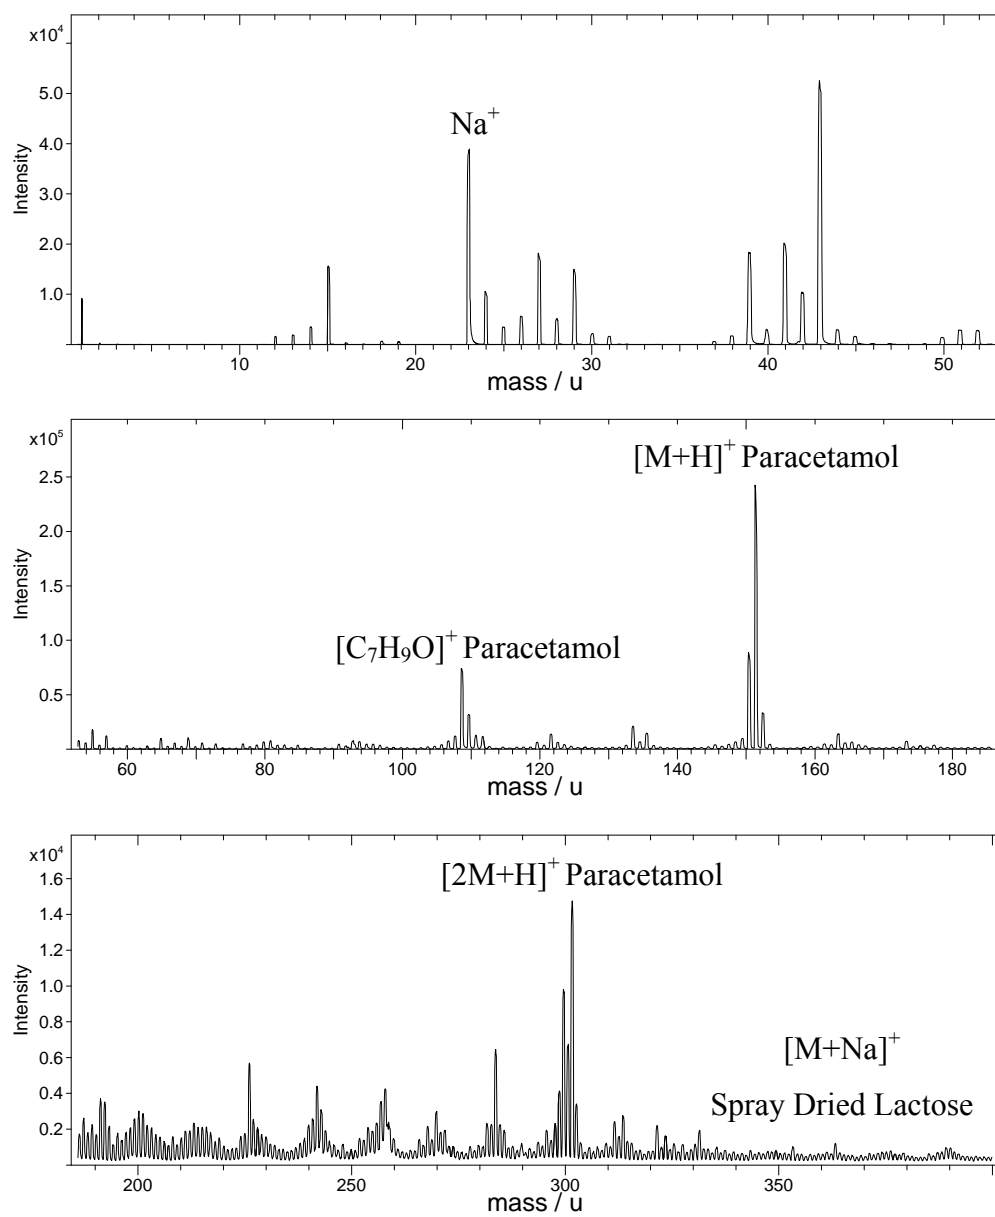 x10⁴
5.0
4.0
3.0
2.0
1.0
Intensity
Na⁺
10 20 30 40 50
mass / u
x10⁵
2.5
2.0
1.5
1.0
0.5
Intensity
[M+H]⁺ Paracetamol
[C₇H₉O]⁺ Paracetamol
60 80 100 120 140 160 180
mass / u
x10⁴
1.6
1.4
1.2
1.0
0.8
0.6
0.4
0.2
Intensity
[2M+H]⁺ Paracetamol
[M+Na]⁺
Spray Dried Lactose
200 250 300 350
mass / u